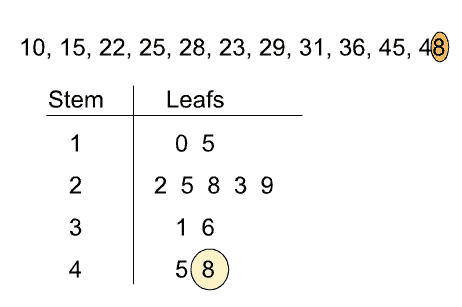 10, 15, 22, 25, 28, 23, 29, 31, 36, 45, 48
Stem Leafs
1 0 5
2 2 5 8 3 9
3 1 6
4 5 8